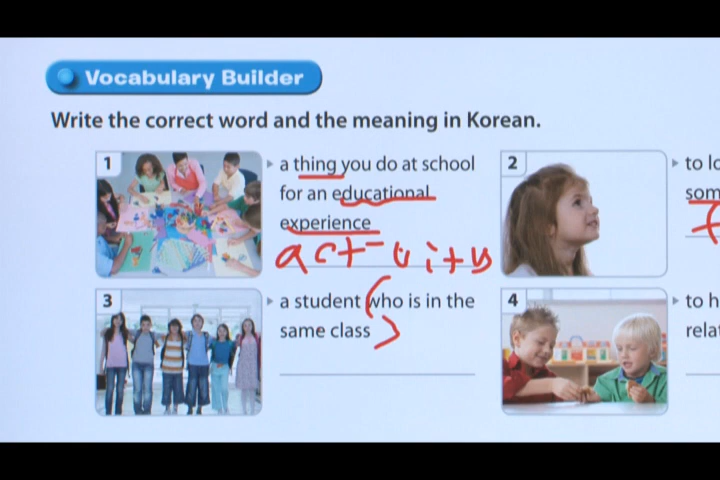 Vocabulary Builder
Write the correct word and the meaning in Korean.
1
a thing you do at school
for an educational
experience
activity
2
to lo
som
f
3
a student (who is in the
same class)
4
to h
rela